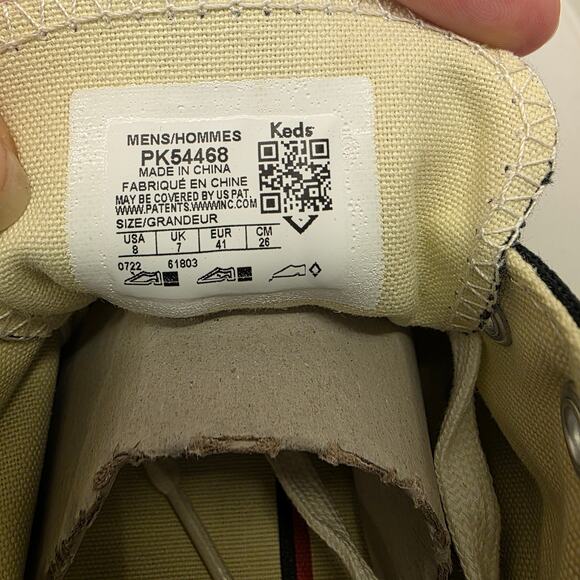 MENS/HOMMES
Keds
PK54468
MADE IN CHINA
FABRIQUÉ EN CHINE
MAY BE COVERED BY US PAT.
WWW.PATENTS.WWWINC.COM
SIZE/GRANDEUR
USA UK EUR CM
8 7 41 26
0722 61803